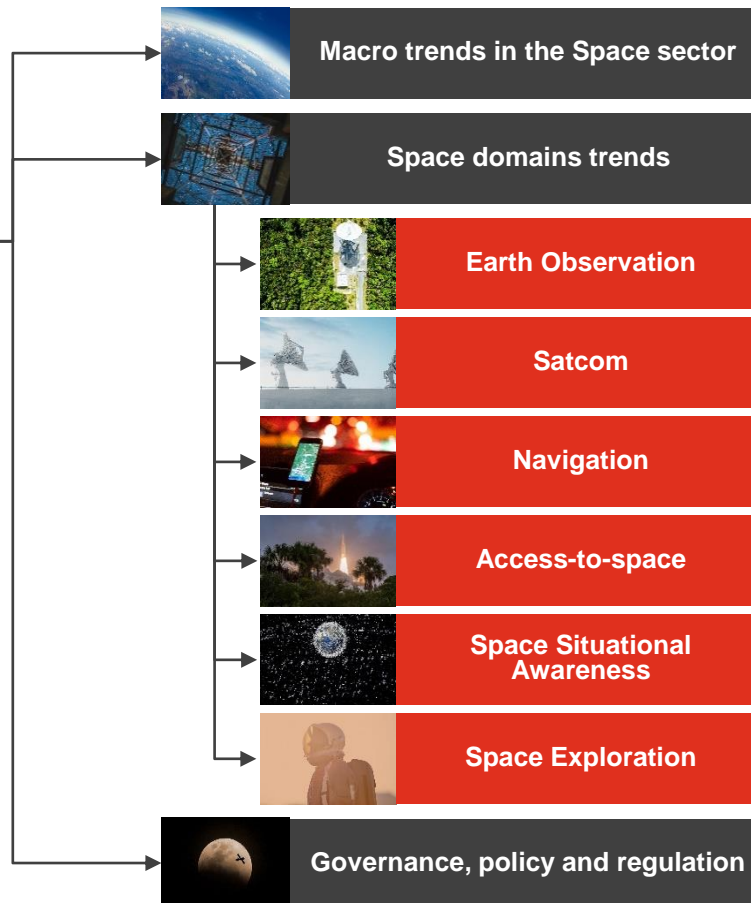 Macro trends in the Space sector
Space domains trends
Earth Observation
Satcom
Navigation
Access-to-space
Space Situational
Awareness
Space Exploration
Governance, policy and regulation